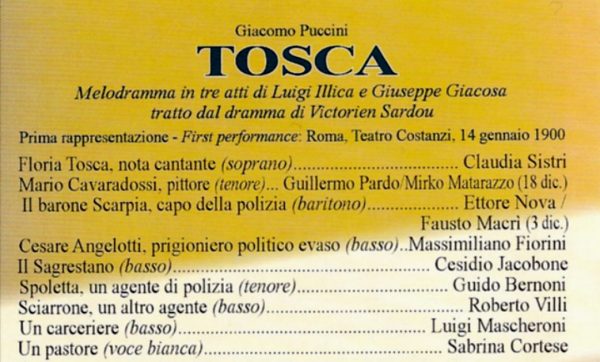 Giacomo Puccini
TOSCA
Melodramma in tre atti di Luigi Illica e Giuseppe Giacosa
tratto dal dramma di Victorien Sardou
Prima rappresentazione - First performance: Roma, Teatro Costanzi, 14 gennaio 1900
Floria Tosca, nota cantante (soprano)............................Claudia Sistri
Mario Cavaradossi, pittore (tenore)... Guillermo Pardo/Mirko Matarazzo (18 dic.)
Il barone Scarpia, capo della polizia (baritono)...............Ettore Nova /
Fausto Macrì (3 dic.)
Cesare Angelotti, prigioniero politico evaso (basso)..Massimiliano Fiorini
Il Sagrestano (basso)..................................................Cesidio Jacobone
Spoletta, un agente di polizia (tenore)............................Guido Bernoni
Sciarrone, un altro agente (basso)....................................Roberto Villi
Un carceriere (basso)..............................................Luigi Mascheroni
Un pastore (voce bianca)..........................................Sabrina Cortese